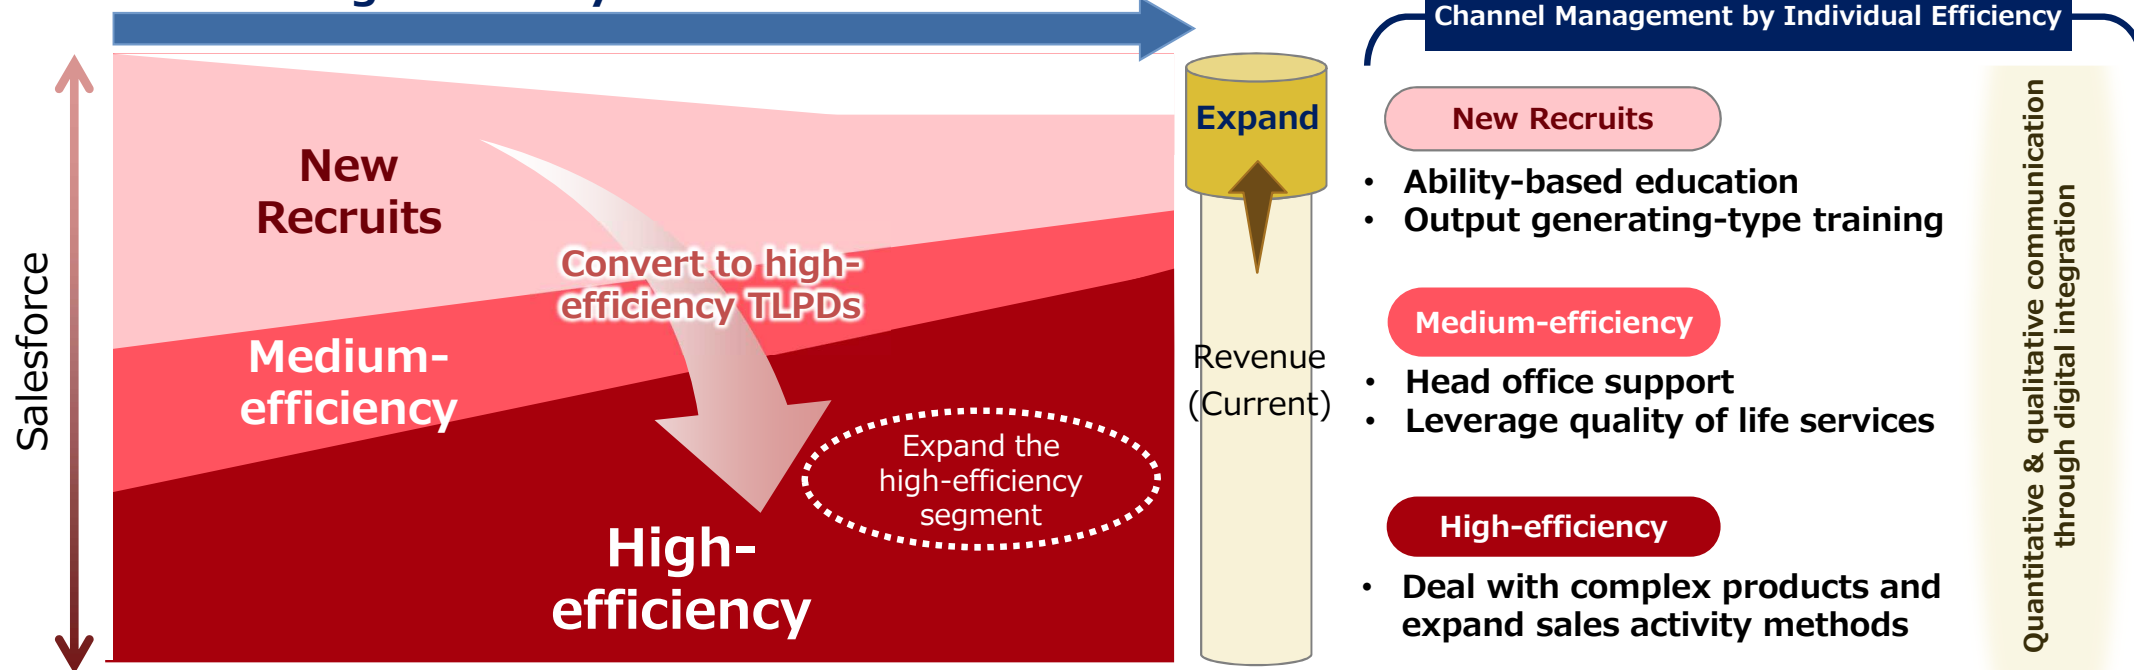 Channel Management by Individual Efficiency
Salesforce
New
Recruits
Convert to high-
efficiency TLPDs
Medium-
efficiency
Expand the
high-efficiency
segment
High-
efficiency
Expand
Revenue
(Current)
New Recruits
• Ability-based education
• Output generating-type training
Medium-efficiency
• Head office support
• Leverage quality of life services
High-efficiency
• Deal with complex products and
expand sales activity methods
Quantitative & qualitative communication
through digital integration